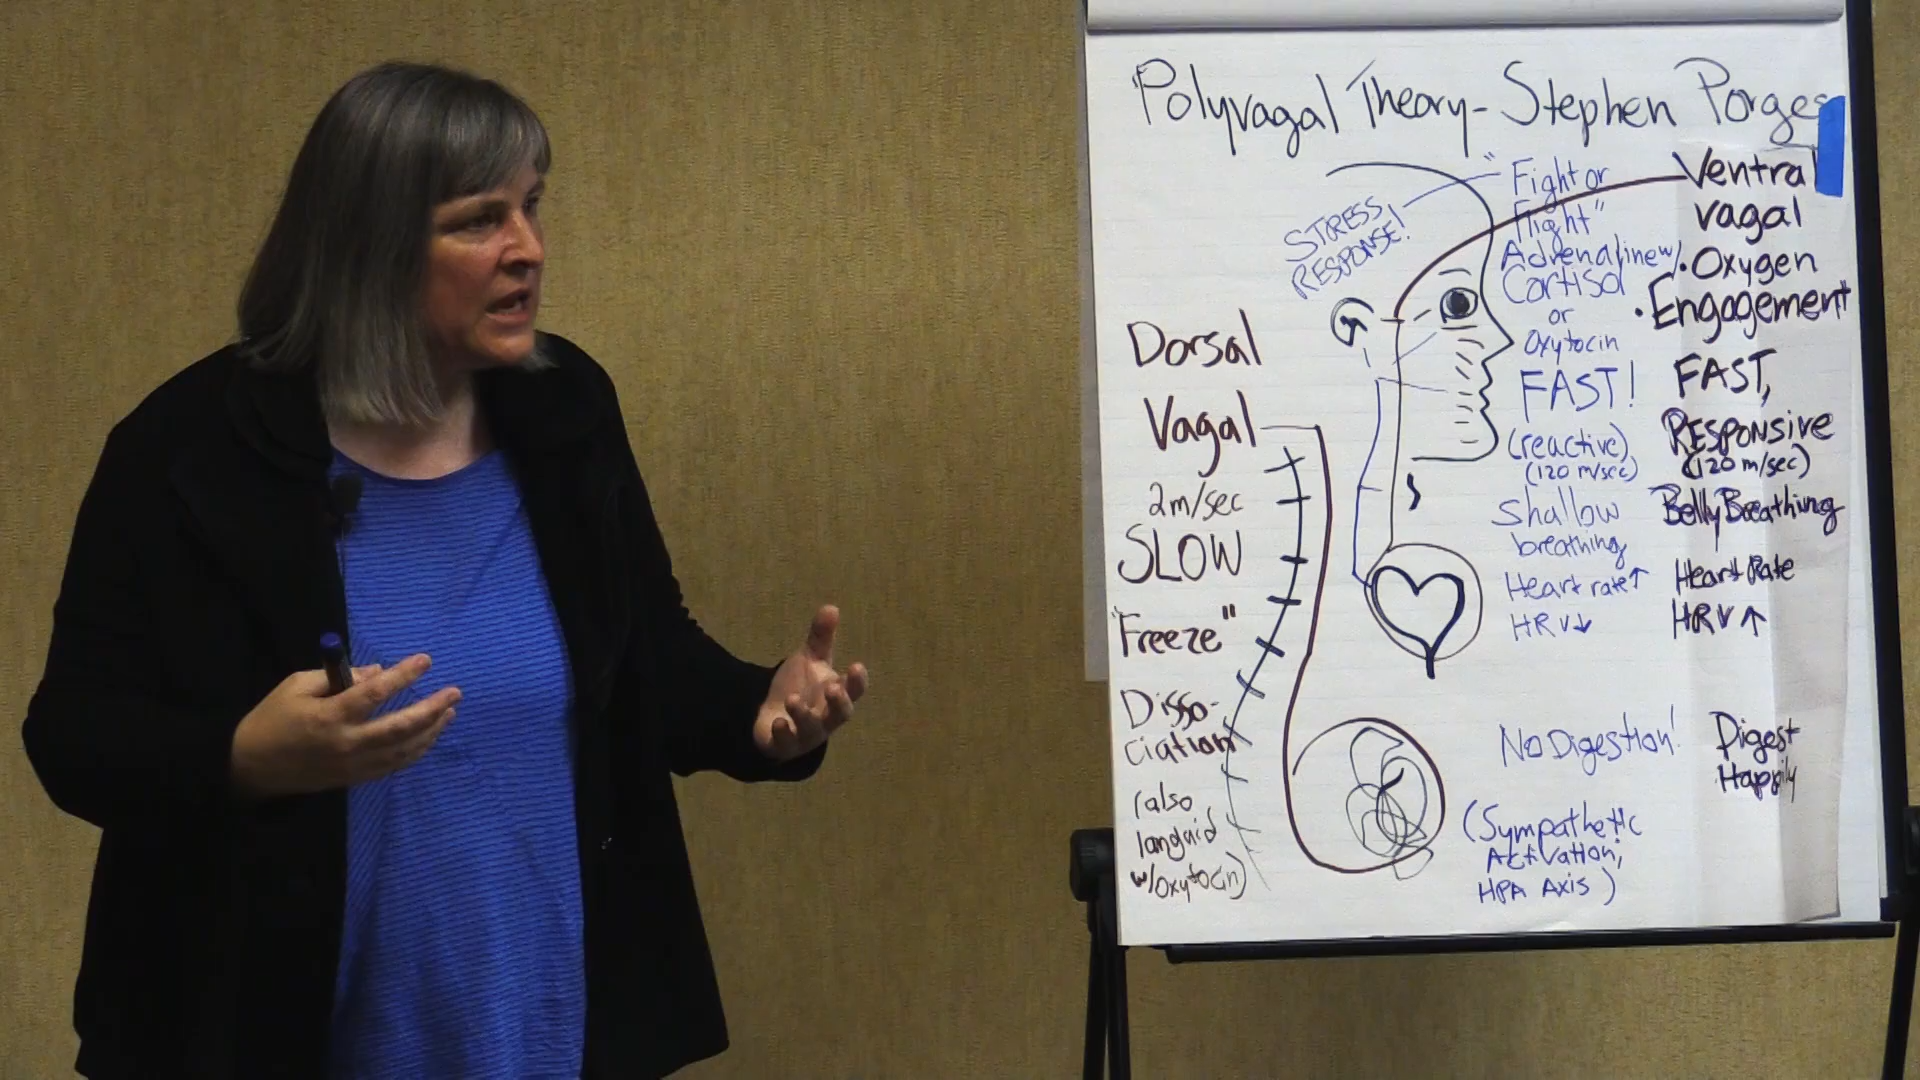 Polyvagal Theory - Stephen Porges
STRESS
RESPONSE!
"Fight or
Flight"
Adrenaline w/
Cortisol
or
Oxytocin
FAST!
(reactive)
(120 m/sec)
Shallow
breathing
Heart rate ↑
HRV ↓
No Digestion!
(Sympathetic
Activation,
HPA Axis)
Ventral
vagal
• Oxygen
• Engagement
FAST,
RESPONSIVE
(120 m/sec)
Belly Breathing
Heart Rate
HRV ↑
Digest
Happily
Dorsal
Vagal
2m/sec
SLOW
"Freeze"
Disso-
ciation
(also
languid
w/oxytocin)